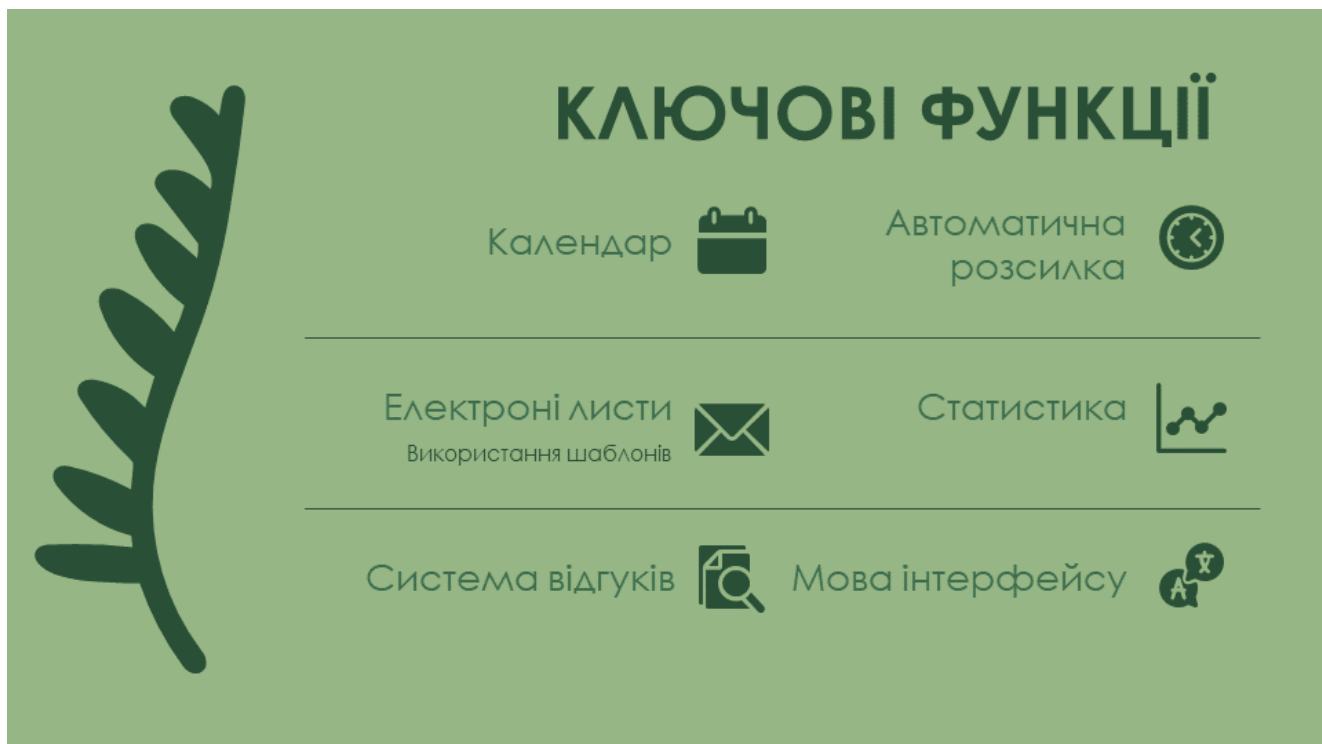 КЛЮЧОВІ ФУНКЦІЇ
Календар
Автоматична
розсилка
Електроні листи
Використання шаблонів
Статистика
Система відгуків
Мова інтерфейсу